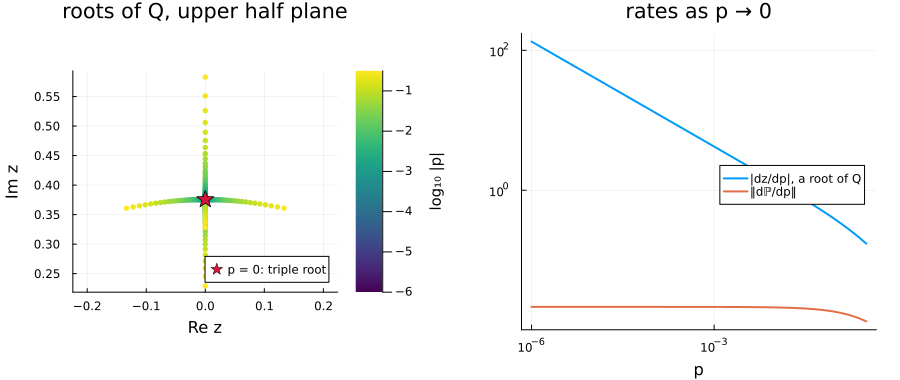 roots of Q, upper half plane
Im z
0.55
0.50
0.45
0.40
0.35
0.30
0.25
−0.2
−0.1
0.0
0.1
0.2
Re z
★ p = 0: triple root
−1
−2
−3
−4
−5
−6
log₁₀ |p|
rates as p → 0
10²
10⁰
10⁻⁶
10⁻³
p
|dz/dp|, a root of Q
‖dℙ/dp‖